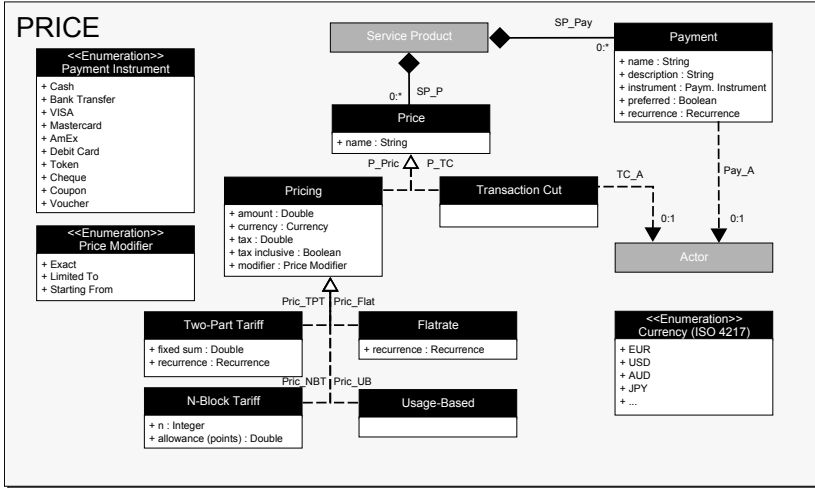 PRICE
<<Enumeration>>
Payment Instrument
+ Cash
+ Bank Transfer
+ VISA
+ Mastercard
+ AmEx
+ Debit Card
+ Token
+ Cheque
+ Coupon
+ Voucher
<<Enumeration>>
Price Modifier
+ Exact
+ Limited To
+ Starting From
Service Product
SP_Pay
0:*
Payment
+ name : String
+ description : String
+ instrument : Paym. Instrument
+ preferred : Boolean
+ recurrence : Recurrence
0:*
SP_P
Price
+ name : String
P_Pric
P_TC
Pricing
+ amount : Double
+ currency : Currency
+ tax : Double
+ tax inclusive : Boolean
+ modifier : Price Modifier
Transaction Cut
TC_A
Pay_A
0:1
0:1
Actor
Pric_TPT
Pric_Flat
Two-Part Tariff
+ fixed sum : Double
+ recurrence : Recurrence
Flatrate
+ recurrence : Recurrence
Pric_NBT
Pric_UB
N-Block Tariff
+ n : Integer
+ allowance (points) : Double
Usage-Based
<<Enumeration>>
Currency (ISO 4217)
+ EUR
+ USD
+ AUD
+ JPY
+ ...